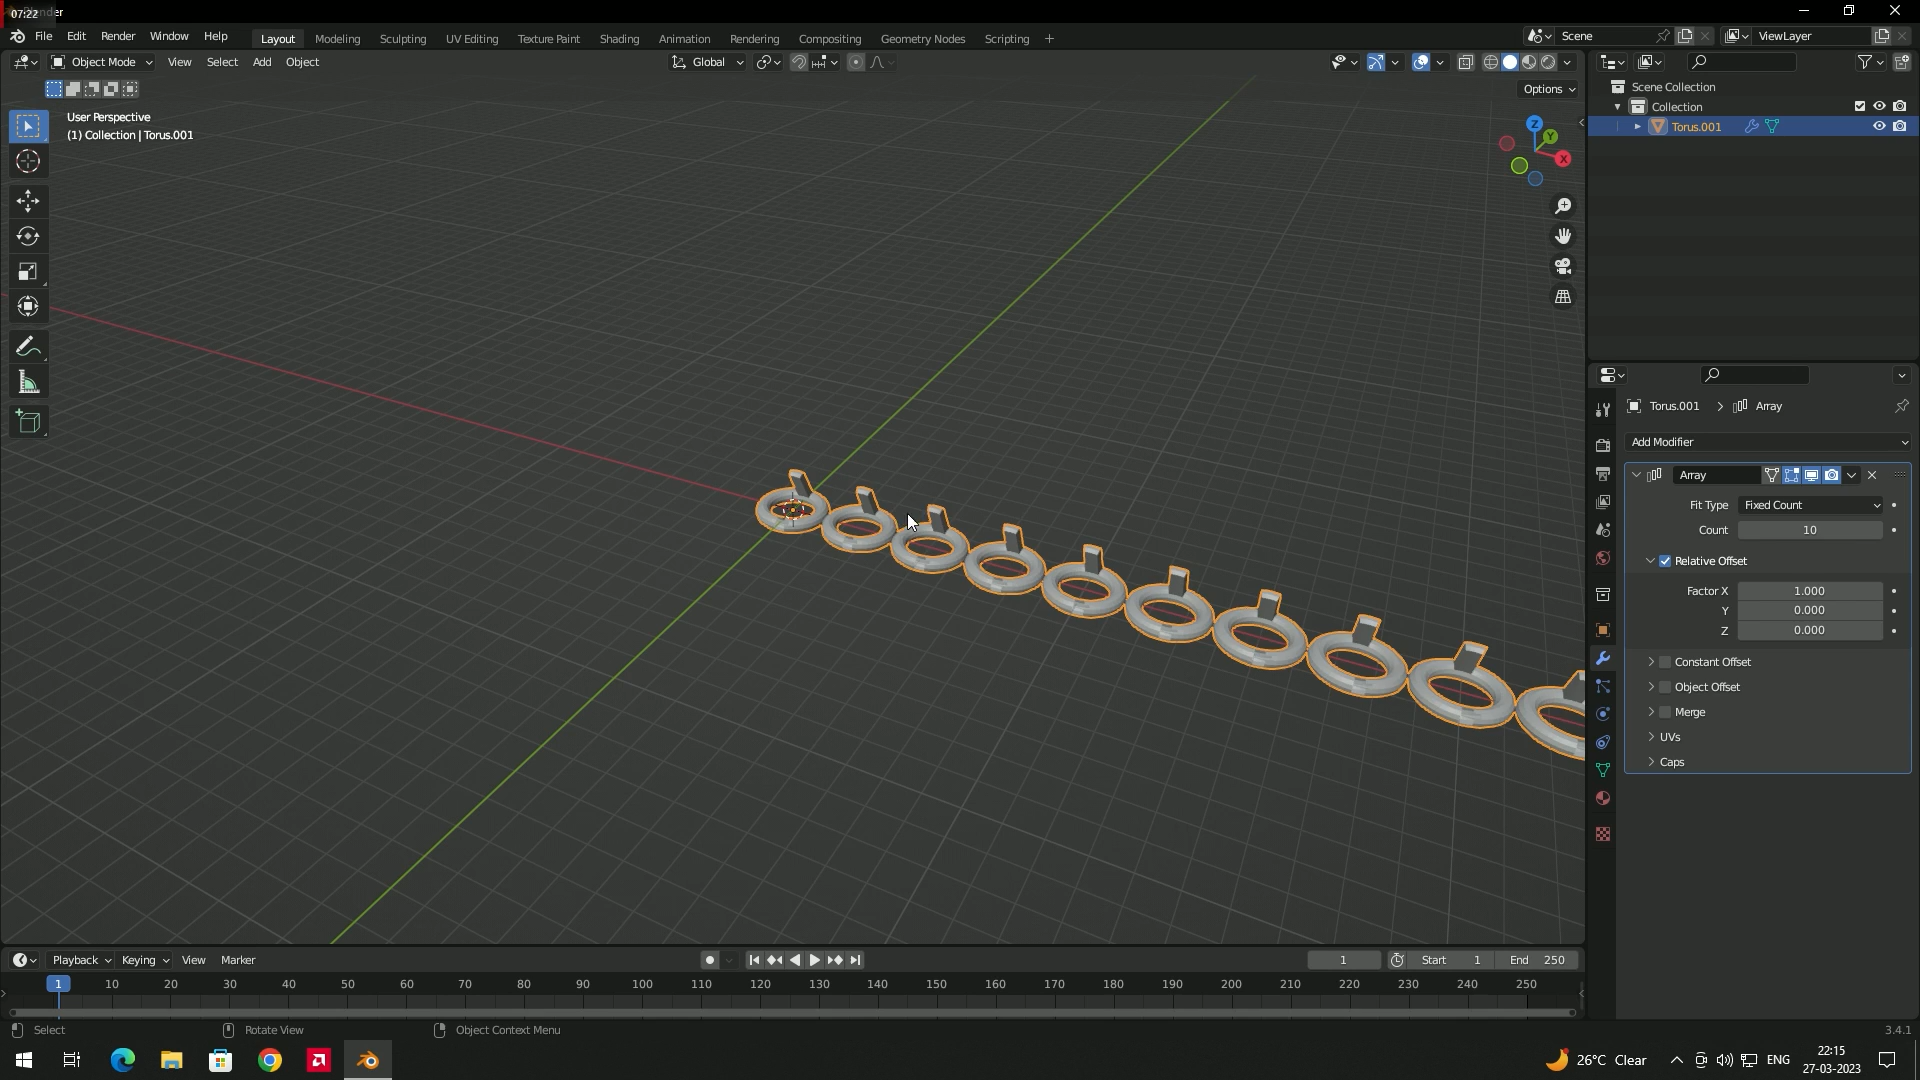 07:22
File Edit Render Window Help Layout Modeling Sculpting UV Editing Texture Paint Shading Animation Rendering Compositing Geometry Nodes Scripting + Scene ViewLayer
Object Mode View Select Add Object Global
Options
User Perspective
(1) Collection | Torus.001
Z
Y
X
Scene Collection
Collection
Torus.001
Torus.001 > Array
Add Modifier
Array
Fit Type Fixed Count
Count 10
Relative Offset
Factor X 1.000
Y 0.000
Z 0.000
Constant Offset
Object Offset
Merge
UVs
Caps
Playback Keying View Marker 1 Start 1 End 250
1 10 20 30 40 50 60 70 80 90 100 110 120 130 140 150 160 170 180 190 200 210 220 230 240 250
Select Rotate View Object Context Menu 3.4.1
26°C Clear ENG 22:15
27-03-2023